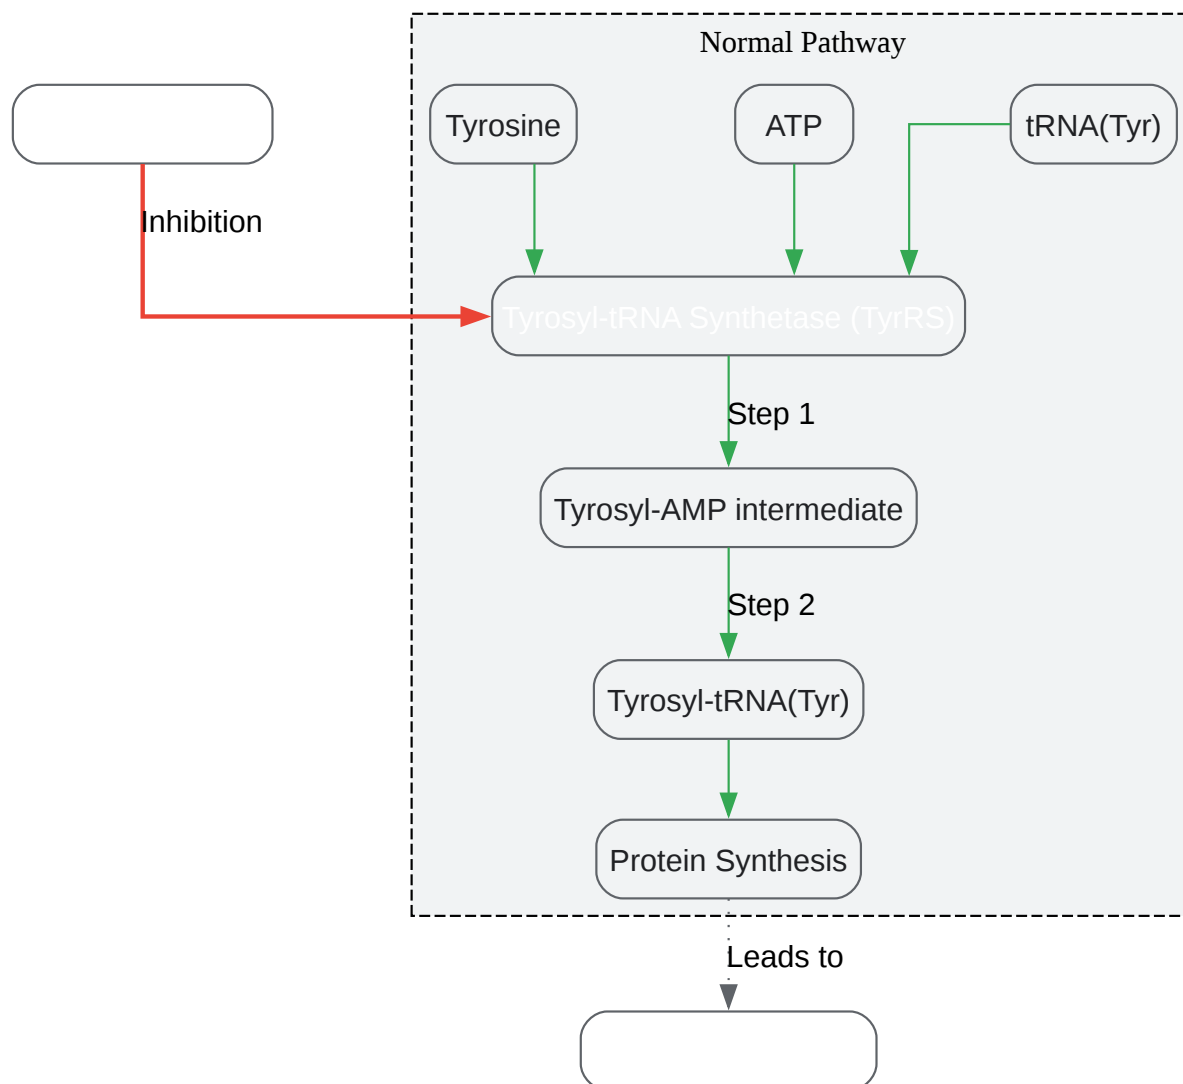 Normal Pathway
Tyrosine
ATP
tRNA(Tyr)
Inhibition
Tyrosyl-tRNA Synthetase (TyrRS)
Step 1
Tyrosyl-AMP intermediate
Step 2
Tyrosyl-tRNA(Tyr)
Protein Synthesis
Leads to